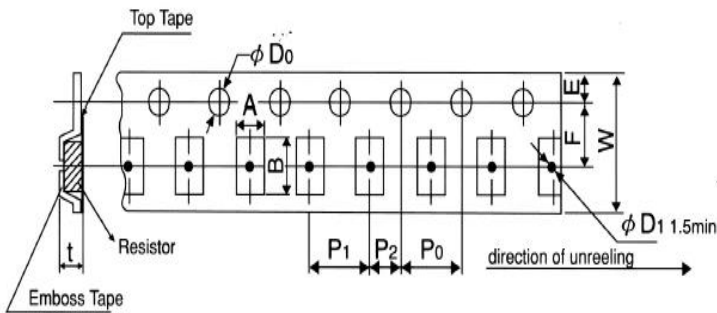 Top Tape
ϕ D0
A
B
E
F
W
ϕ D1 1.5min
t
Resistor
P1
P2
P0
direction of unreeling
Emboss Tape